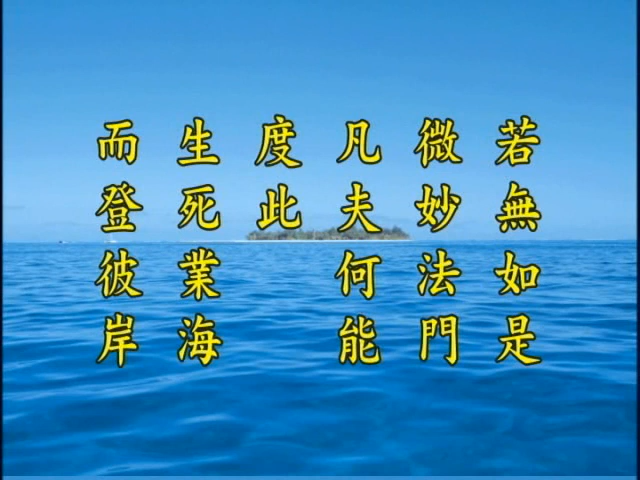 若無如是
微妙法門
凡夫何能
度此
生死業海
而登彼岸